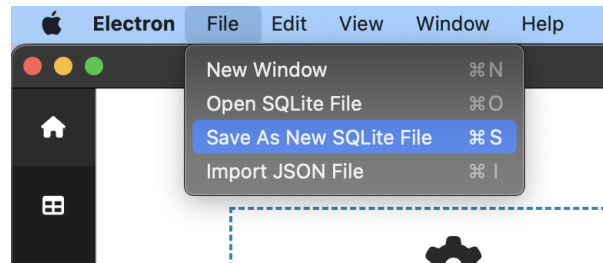 Electron File Edit View Window Help
New Window ⌘N
Open SQLite File ⌘O
Save As New SQLite File ⌘S
Import JSON File ⌘I